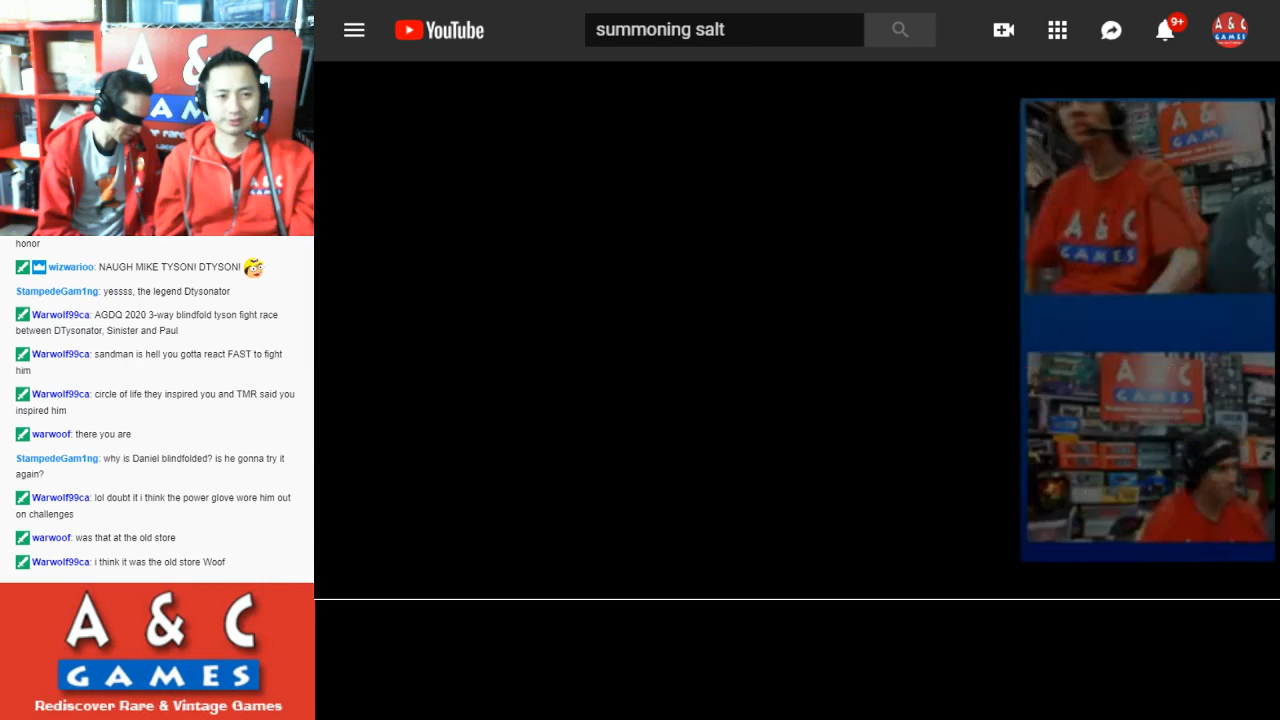 A & C
GAMES
A & C
GAMES
YouTube
summoning salt
9+
A & C
GAMES
A & C
GAMES
A & C
GAMES
honor
wizwarioo: NAUGH MIKE TYSON! DTYSON!
StampedeGam1ng: yessss, the legend Dtysonator
Warwolf99ca: AGDQ 2020 3-way blindfold tyson fight race
between DTysonator, Sinister and Paul
Warwolf99ca: sandman is hell you gotta react FAST to fight
him
Warwolf99ca: circle of life they inspired you and TMR said you
inspired him
warwoof: there you are
StampedeGam1ng: why is Daniel blindfolded? is he gonna try it
again?
Warwolf99ca: lol doubt it i think the power glove wore him out
on challenges
warwoof: was that at the old store
Warwolf99ca: i think it was the old store Woof
A & C
GAMES
Rediscover Rare & Vintage Games